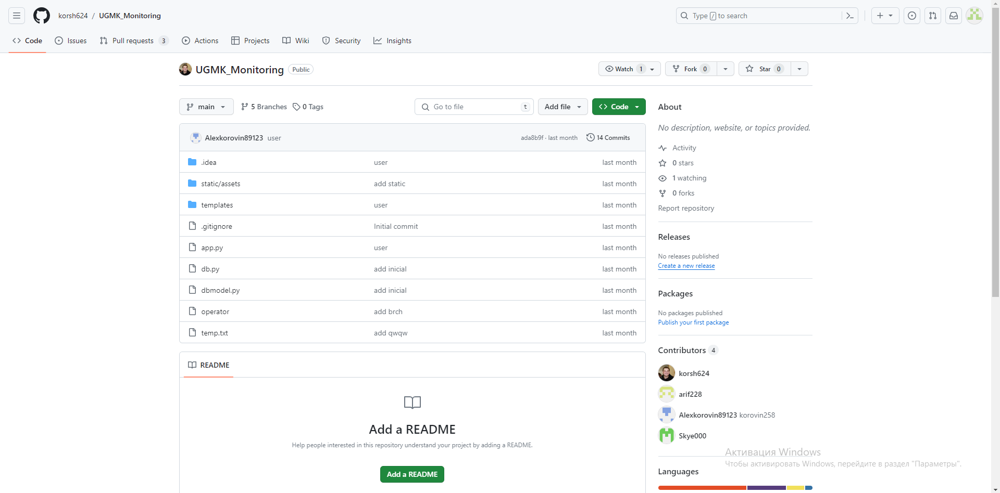 korsh624 / UGMK_Monitoring
Type / to search
Code Issues Pull requests 3 Actions Projects Wiki Security Insights
UGMK_Monitoring Public
Watch 1 Fork 0 Star 0
main 5 Branches 0 Tags
Go to file t Add file Code
Alexkorovin89123 user ada8b9f · last month 14 Commits
.idea user last month
static/assets add static last month
templates user last month
.gitignore Initial commit last month
app.py user last month
db.py add inicial last month
dbmodel.py add inicial last month
operator add brch last month
temp.txt add qwqw last month
README
Add a README
Help people interested in this repository understand your project by adding a README.
Add a README
About
No description, website, or topics provided.
Activity
0 stars
1 watching
0 forks
Report repository
Releases
No releases published
Create a new release
Packages
No packages published
Publish your first package
Contributors 4
korsh624
arif228
Alexkorovin89123 korovin258
Skye000
Активация Windows
Чтобы активировать Windows, перейдите в раздел "Параметры".
Languages